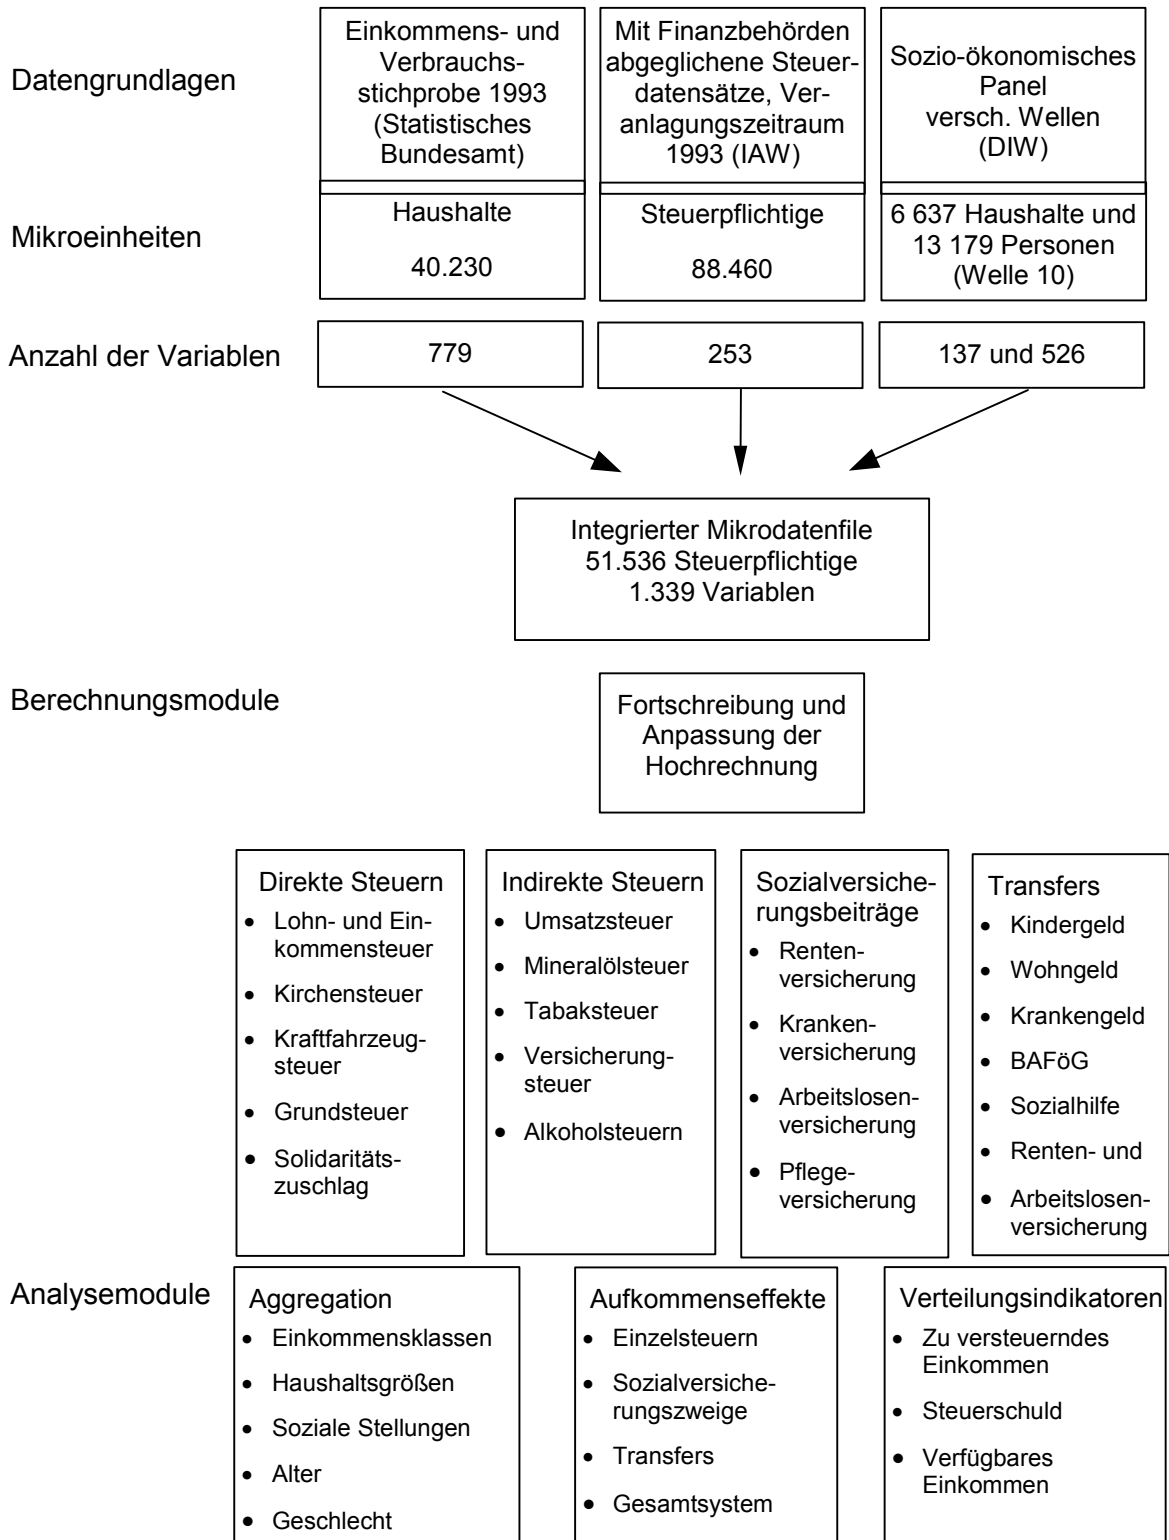 Datengrundlagen
Einkommens- und
Verbrauchs-
stichprobe 1993
(Statistisches
Bundesamt)
Mit Finanzbehörden
abgeglichene Steuer-
datensätze, Ver-
anlagungszeitraum
1993 (IAW)
Sozio-ökonomisches
Panel
versch. Wellen
(DIW)
Mikroeinheiten
Haushalte
40.230
Steuerpflichtige
88.460
6 637 Haushalte und
13 179 Personen
(Welle 10)
Anzahl der Variablen
779
253
137 und 526
Integrierter Mikrodatenfile
51.536 Steuerpflichtige
1.339 Variablen
Berechnungsmodule
Fortschreibung und
Anpassung der
Hochrechnung
Direkte Steuern
• Lohn- und Ein-
kommensteuer
• Kirchensteuer
• Kraftfahrzeug-
steuer
• Grundsteuer
• Solidaritäts-
zuschlag
Indirekte Steuern
• Umsatzsteuer
• Mineralölsteuer
• Tabaksteuer
• Versicherung-
steuer
• Alkoholsteuern
Sozialversiche-
rungsbeiträge
• Renten-
versicherung
• Kranken-
versicherung
• Arbeitslosen-
versicherung
• Pflege-
versicherung
Transfers
• Kindergeld
• Wohngeld
• Krankengeld
• BAFöG
• Sozialhilfe
• Renten- und
• Arbeitslosen-
versicherung
Analysemodule
Aggregation
• Einkommensklassen
• Haushaltsgrößen
• Soziale Stellungen
• Alter
• Geschlecht
Aufkommenseffekte
• Einzelsteuern
• Sozialversiche-
rungszweige
• Transfers
• Gesamtsystem
Verteilungsindikatoren
• Zu versteuerndes
Einkommen
• Steuerschuld
• Verfügbares
Einkommen